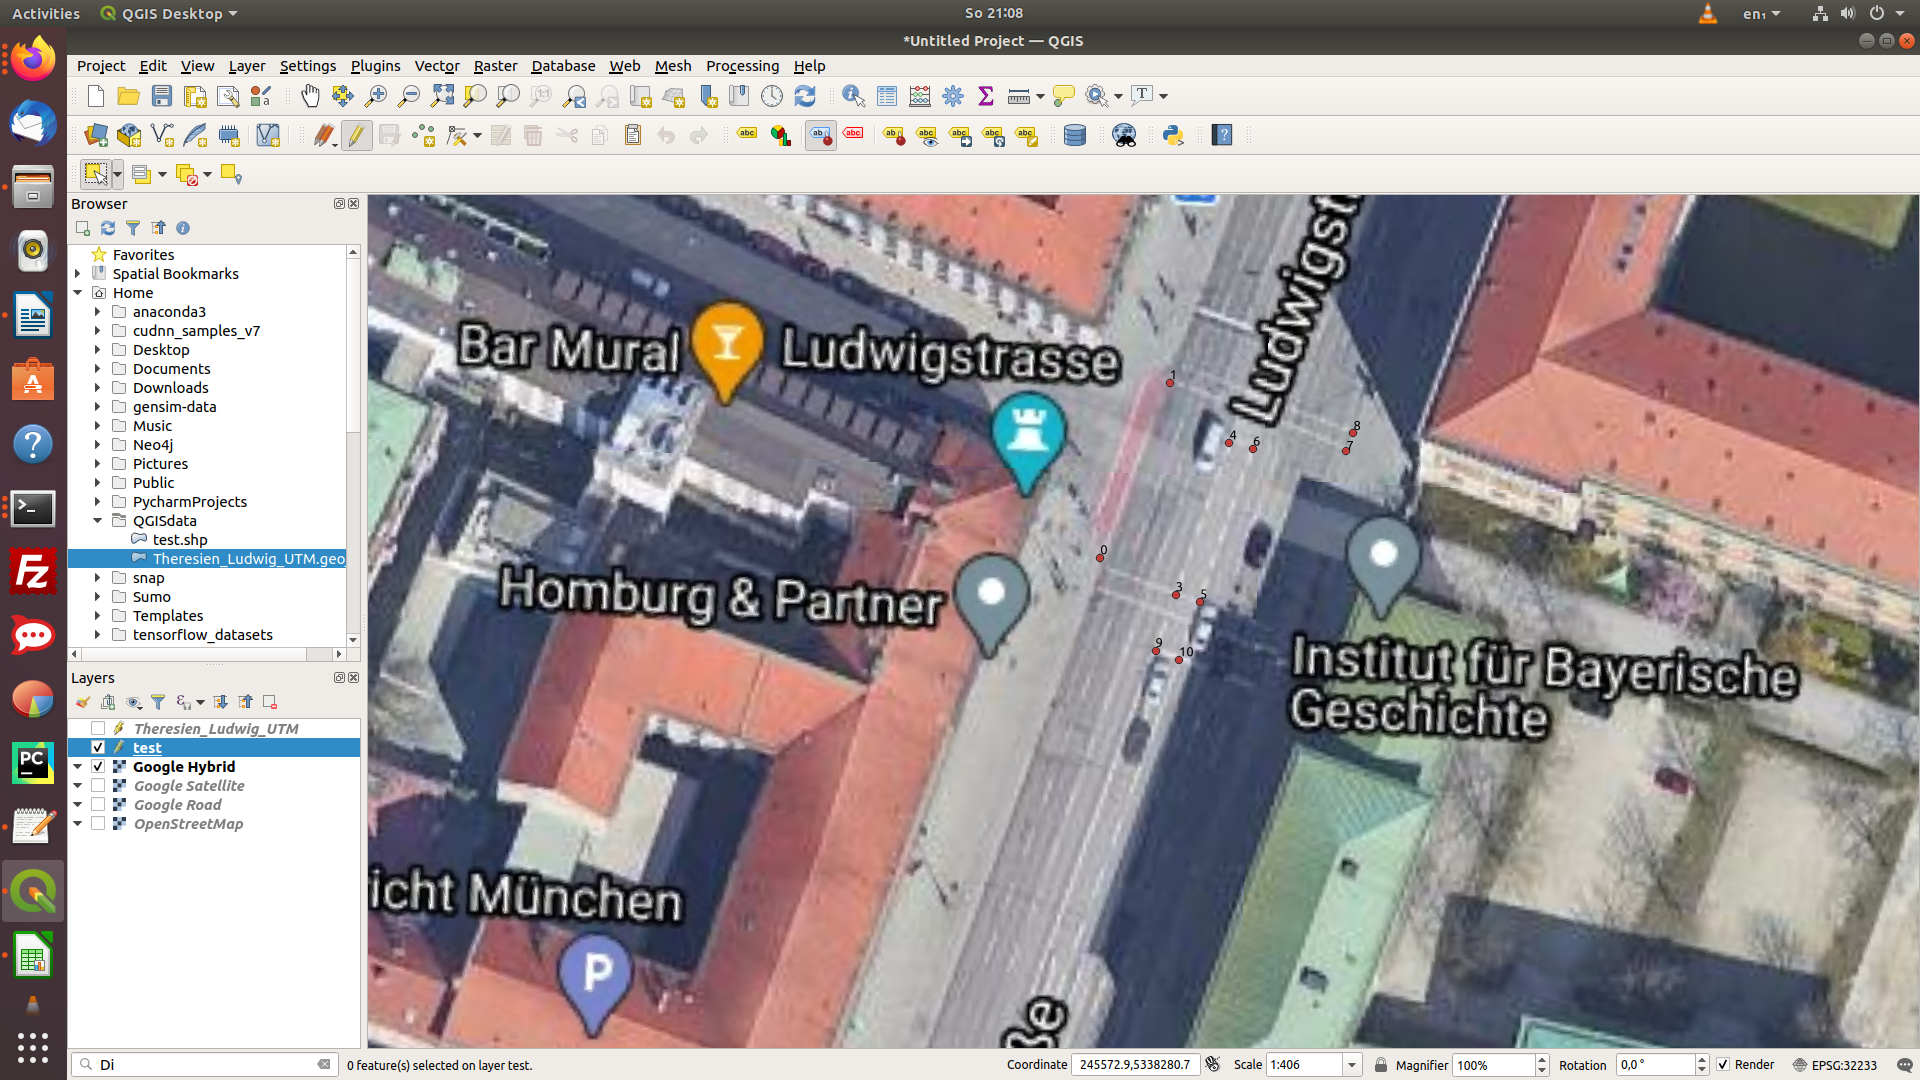 Activities
QGIS Desktop
So 21:08
en₁
*Untitled Project — QGIS
Project Edit View Layer Settings Plugins Vector Raster Database Web Mesh Processing Help
Browser
Favorites
Spatial Bookmarks
Home
anaconda3
cudnn_samples_v7
Desktop
Documents
Downloads
gensim-data
Music
Neo4j
Pictures
Public
PycharmProjects
QGISdata
test.shp
Theresien_Ludwig_UTM.geo
snap
Sumo
Templates
tensorflow_datasets
Layers
Theresien_Ludwig_UTM
test
Google Hybrid
Google Satellite
Google Road
OpenStreetMap
Ludwigst
Bar Mural
Ludwigstrasse
1
4
6
8
7
0
3
5
9
10
Homburg & Partner
Institut für Bayerische
Geschichte
icht München
P
ße
Di
0 feature(s) selected on layer test.
Coordinate 245572.9,5338280.7
Scale 1:406
Magnifier 100%
Rotation 0,0 °
Render
EPSG:32233